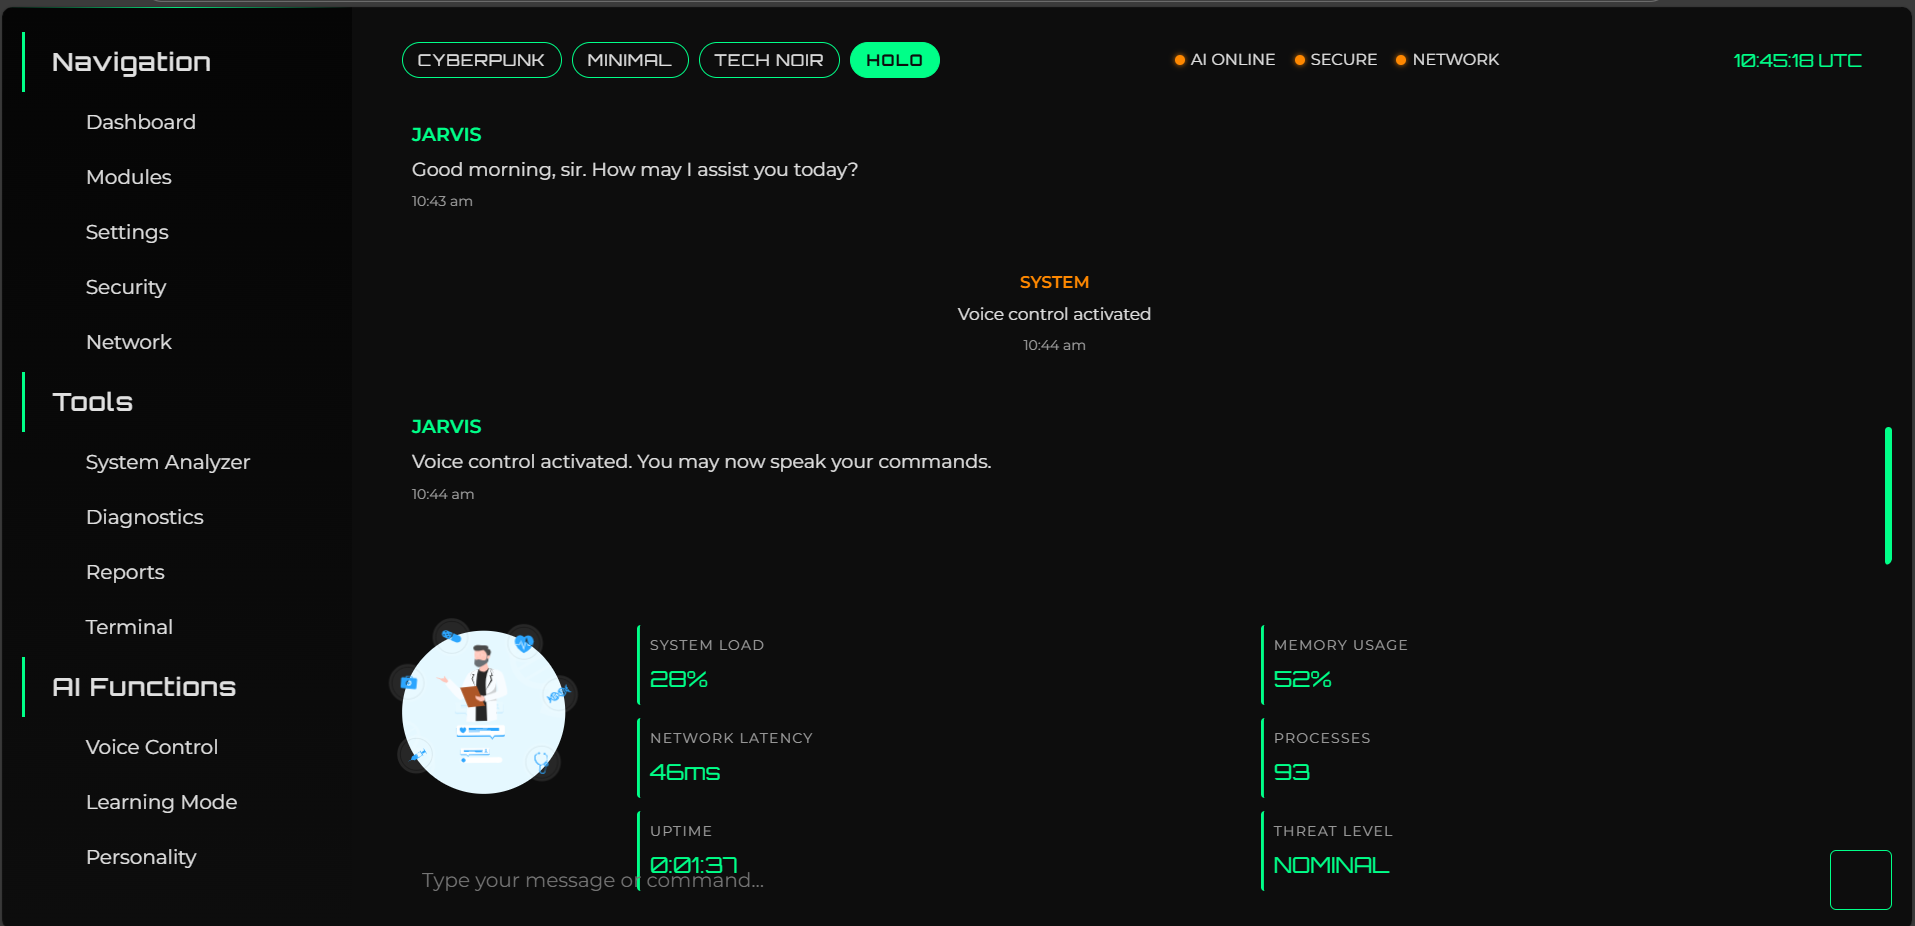 Navigation
Dashboard
Modules
Settings
Security
Network
Tools
System Analyzer
Diagnostics
Reports
Terminal
AI Functions
Voice Control
Learning Mode
Personality
CYBERPUNK MINIMAL TECH NOIR HOLO
AI ONLINE SECURE NETWORK
10:45:18 UTC
JARVIS
Good morning, sir. How may I assist you today?
10:43 am
SYSTEM
Voice control activated
10:44 am
JARVIS
Voice control activated. You may now speak your commands.
10:44 am
SYSTEM LOAD
28%
MEMORY USAGE
52%
NETWORK LATENCY
46ms
PROCESSES
93
UPTIME
0:01:37
THREAT LEVEL
NOMINAL
Type your message or command...